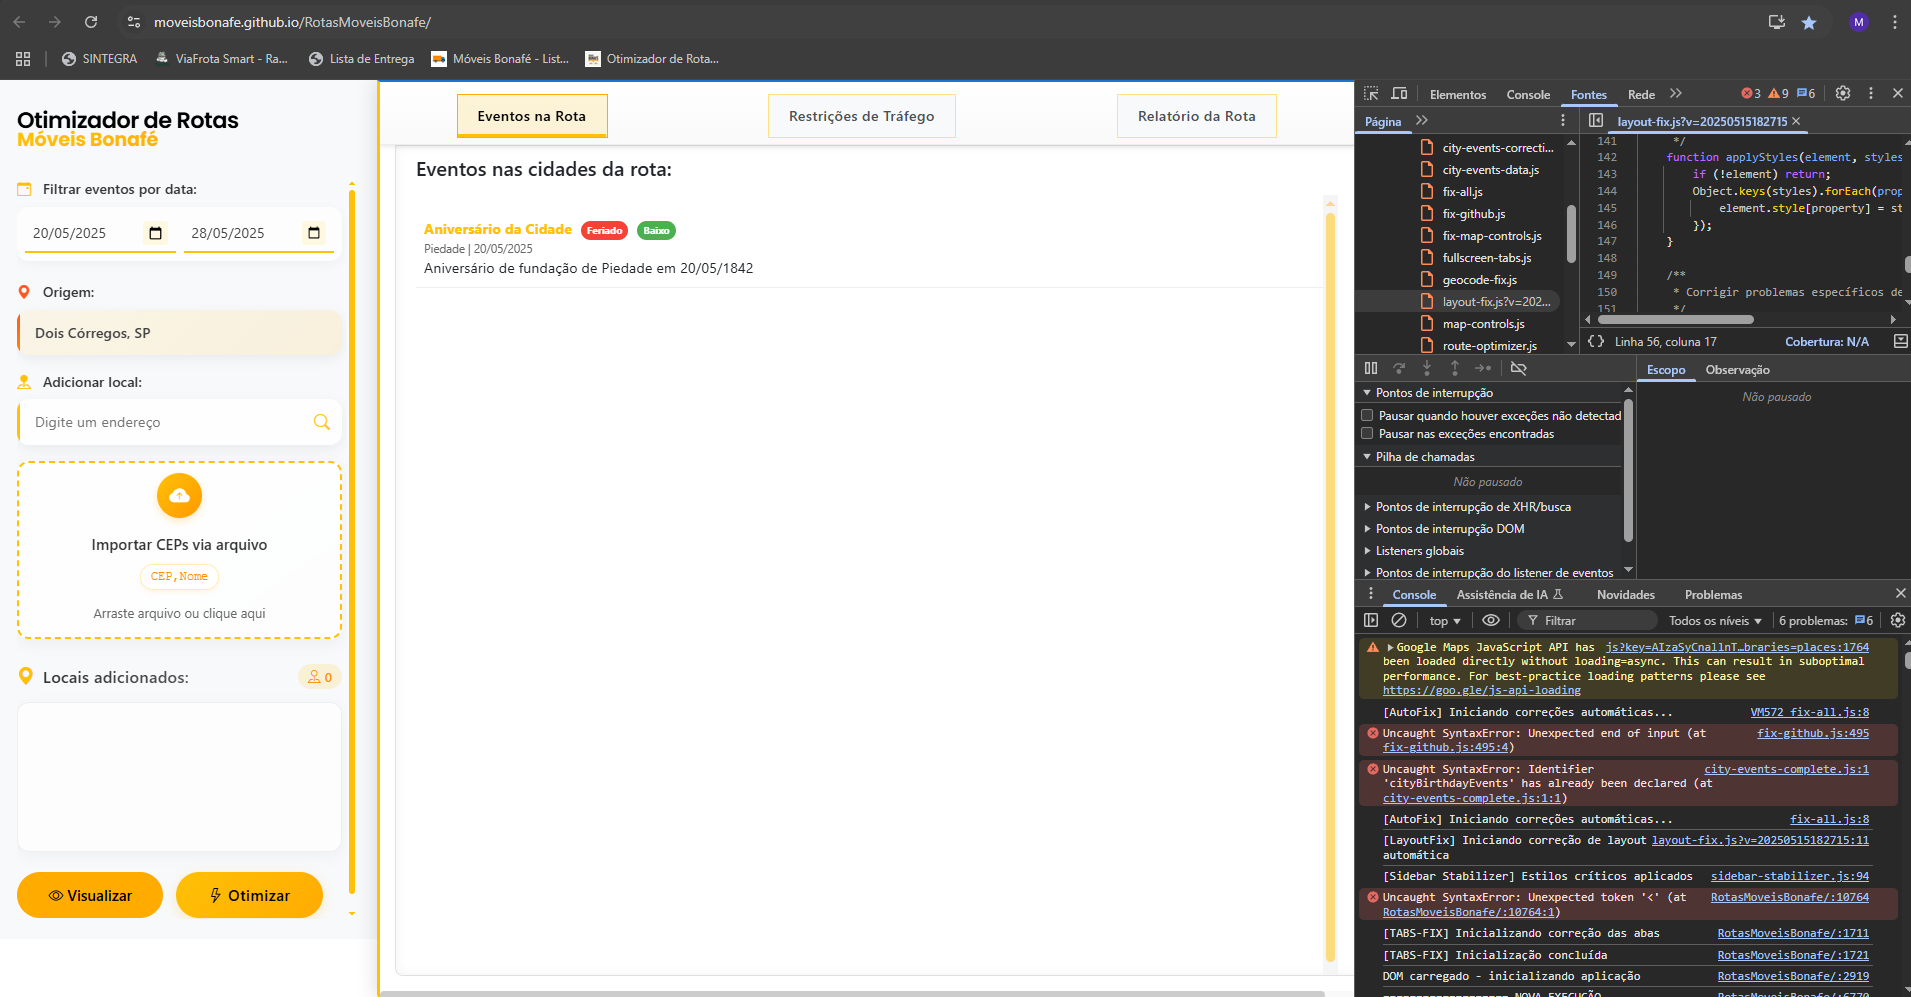 moveisbonafe.github.io/RotasMoveisBonafe/
M
SINTEGRA
ViaFrota Smart - Ra...
Lista de Entrega
Móveis Bonafé - List...
Otimizador de Rota...
Otimizador de Rotas
Móveis Bonafé
Filtrar eventos por data:
20/05/2025
28/05/2025
Origem:
Dois Córregos, SP
Adicionar local:
Digite um endereço
Importar CEPs via arquivo
CEP,Nome
Arraste arquivo ou clique aqui
Locais adicionados:
0
Visualizar
Otimizar
Eventos na Rota
Restrições de Tráfego
Relatório da Rota
Eventos nas cidades da rota:
Aniversário da Cidade Feriado Baixo
Piedade | 20/05/2025
Aniversário de fundação de Piedade em 20/05/1842
Elementos Console Fontes Rede 3 9 6
Página
city-events-correcti...
city-events-data.js
fix-all.js
fix-github.js
fix-map-controls.js
fullscreen-tabs.js
geocode-fix.js
layout-fix.js?v=202...
map-controls.js
route-optimizer.js
layout-fix.js?v=20250515182715
141 */
142 function applyStyles(element, styles
143 if (!element) return;
144 Object.keys(styles).forEach(prop
145 element.style[property] = st
146 });
147 }
148
149 /**
150 * Corrigir problemas específicos de
151 */
{} Linha 56, coluna 17 Cobertura: N/A
Pontos de interrupção
Pausar quando houver exceções não detectad
Pausar nas exceções encontradas
Pilha de chamadas
Não pausado
Pontos de interrupção de XHR/busca
Pontos de interrupção DOM
Listeners globais
Pontos de interrupção do listener de eventos
Escopo Observação
Não pausado
Console Assistência de IA Novidades Problemas
top Filtrar Todos os níveis 6 problemas: 6
Google Maps JavaScript API has js?key=AIzaSyCnallnT…braries=places:1764
been loaded directly without loading=async. This can result in suboptimal
performance. For best-practice loading patterns please see
https://goo.gle/js-api-loading
[AutoFix] Iniciando correções automáticas... VM572 fix-all.js:8
Uncaught SyntaxError: Unexpected end of input (at fix-github.js:495
fix-github.js:495:4)
Uncaught SyntaxError: Identifier city-events-complete.js:1
'cityBirthdayEvents' has already been declared (at
city-events-complete.js:1:1)
[AutoFix] Iniciando correções automáticas... fix-all.js:8
[LayoutFix] Iniciando correção de layout layout-fix.js?v=20250515182715:11
automática
[Sidebar Stabilizer] Estilos críticos aplicados sidebar-stabilizer.js:94
Uncaught SyntaxError: Unexpected token '<' (at RotasMoveisBonafe/:10764
RotasMoveisBonafe/:10764:1)
[TABS-FIX] Inicializando correção das abas RotasMoveisBonafe/:1711
[TABS-FIX] Inicialização concluída RotasMoveisBonafe/:1721
DOM carregado - inicializando aplicação RotasMoveisBonafe/:2919
=================== NOVA EXECUÇÃO RotasMoveisBonafe/:6770